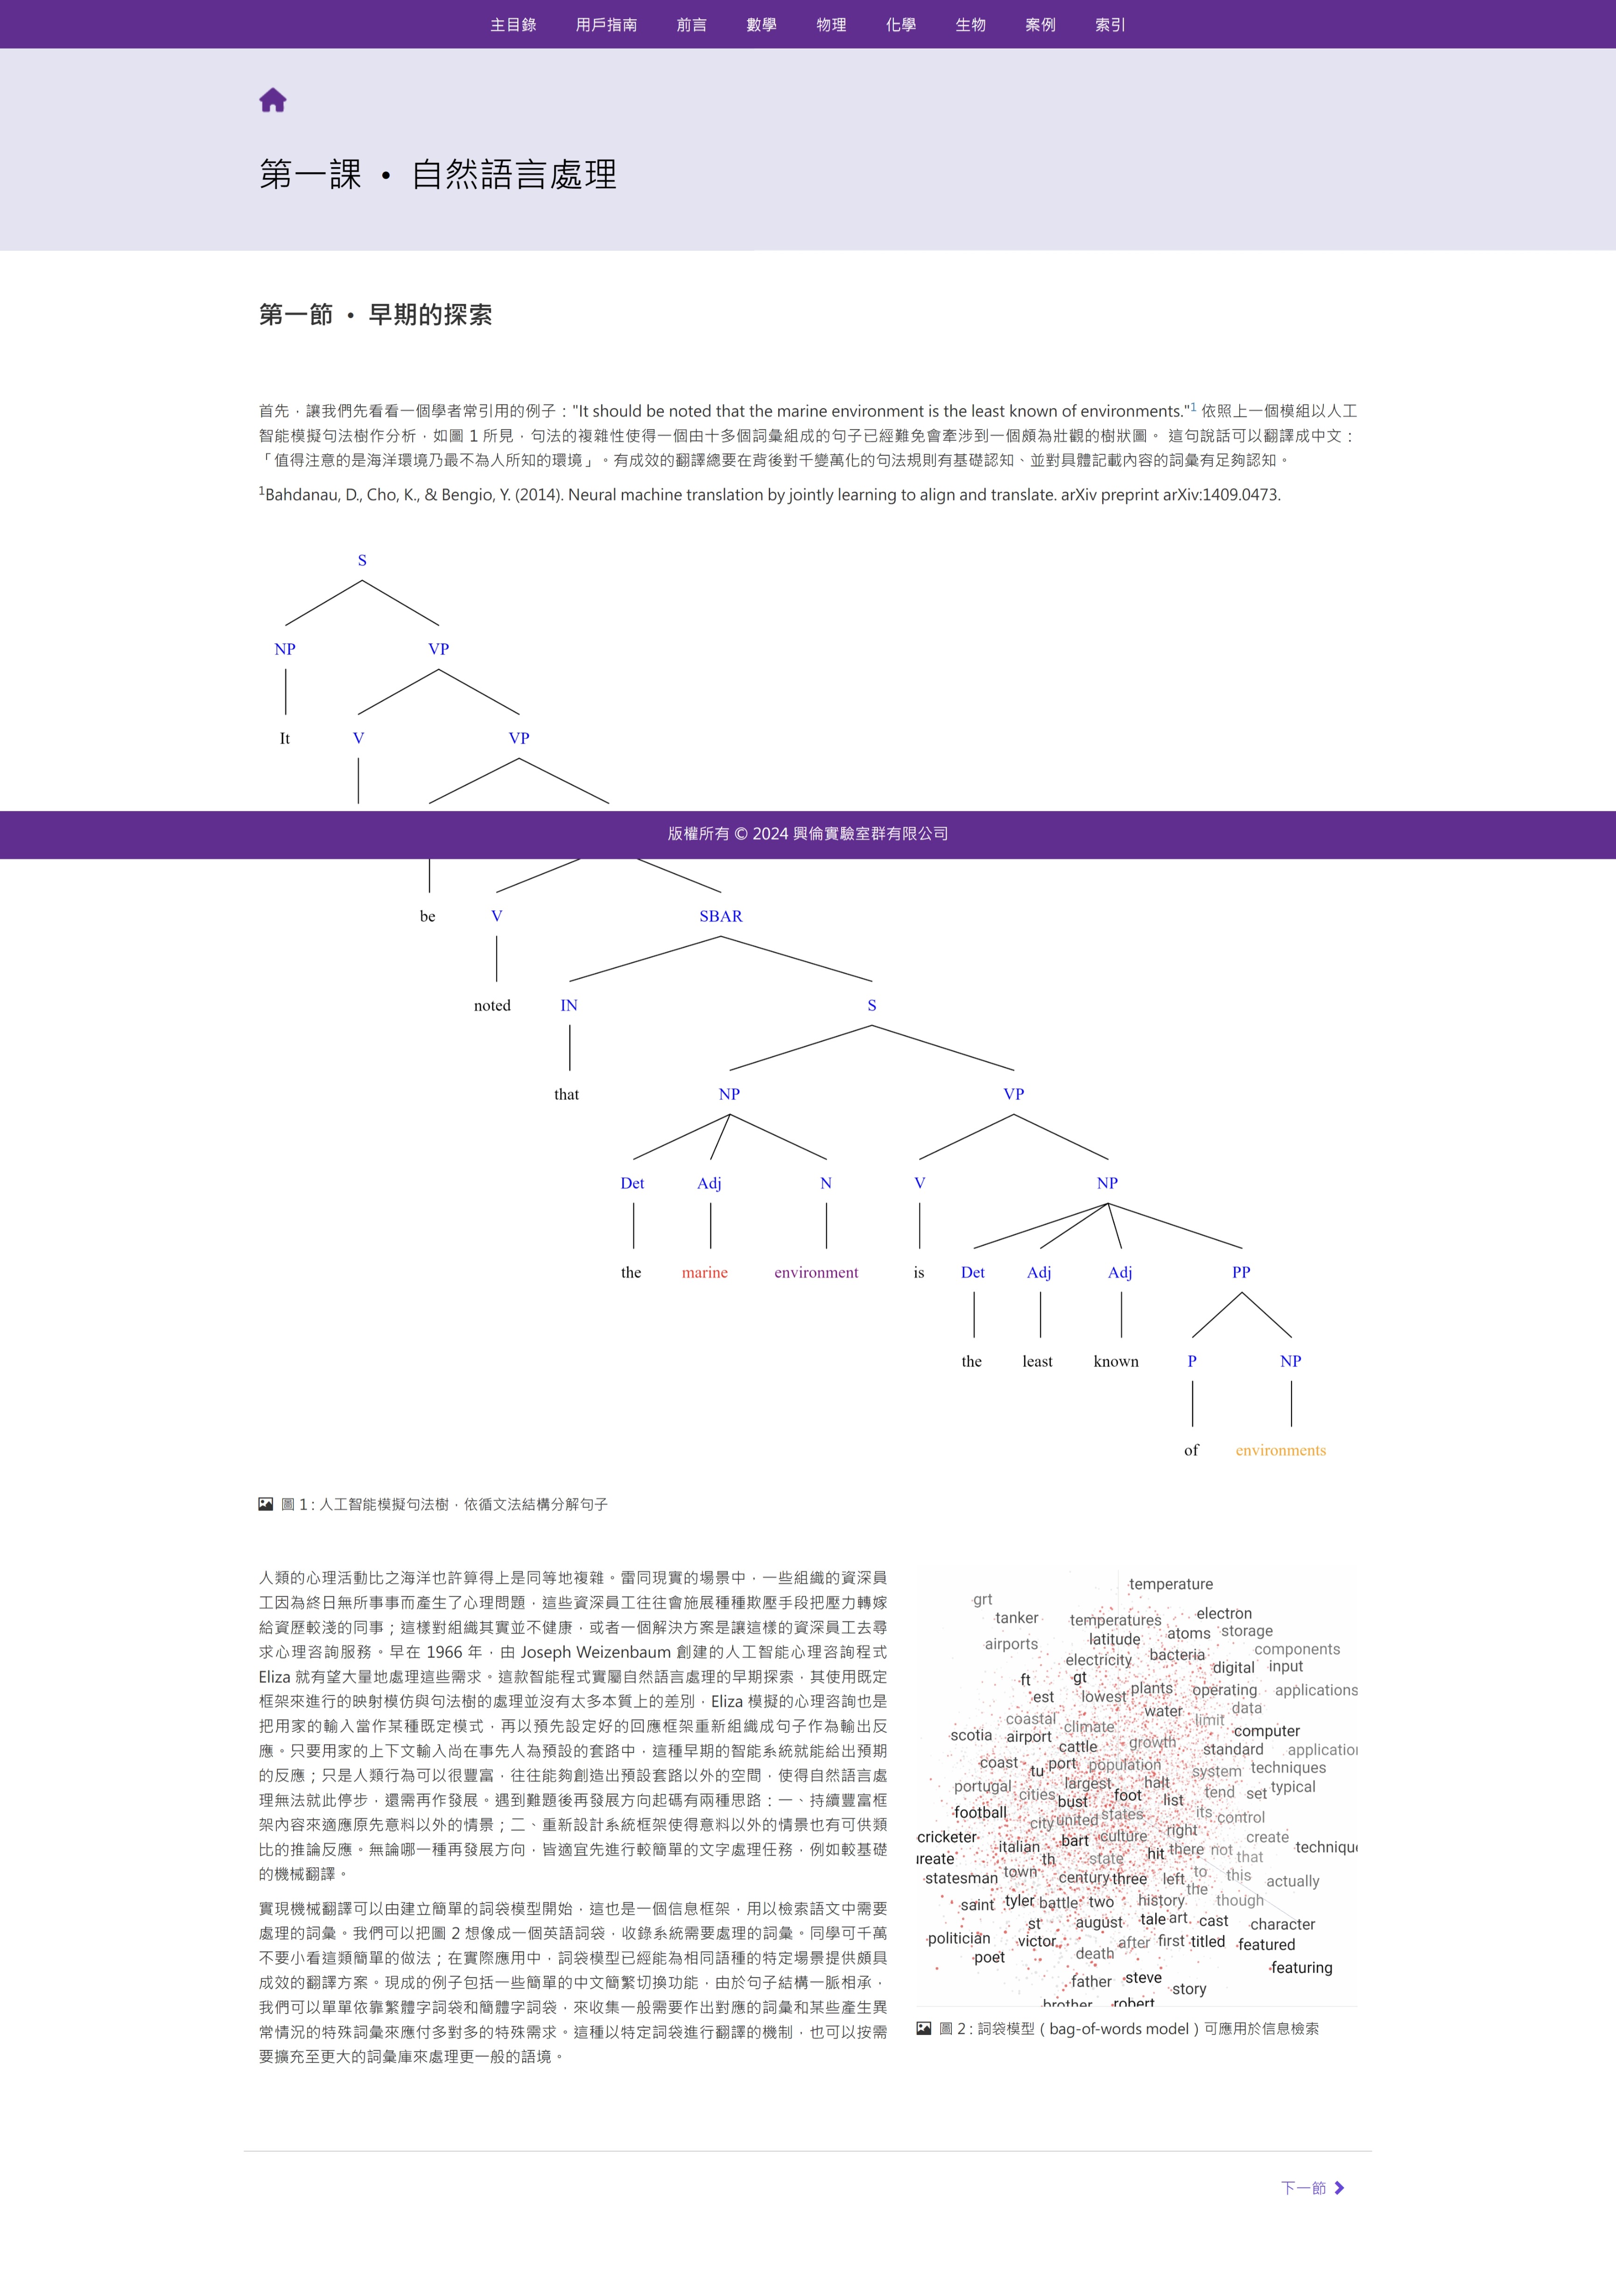 主目錄 用戶指南 前言 數學 物理 化學 生物 案例 索引
第一課 • 自然語言處理
第一節 • 早期的探索
首先，讓我們先看看一個學者常引用的例子："It should be noted that the marine environment is the least known of environments."1 依照上一個模組以人工
智能模擬句法樹作分析，如圖 1 所見，句法的複雜性使得一個由十多個詞彙組成的句子已經難免會牽涉到一個頗為壯觀的樹狀圖。 這句說話可以翻譯成中文：
「值得注意的是海洋環境乃最不為人所知的環境」。有成效的翻譯總要在背後對千變萬化的句法規則有基礎認知、並對具體記載內容的詞彙有足夠認知。
1Bahdanau, D., Cho, K., & Bengio, Y. (2014). Neural machine translation by jointly learning to align and translate. arXiv preprint arXiv:1409.0473.
S
NP VP
It V VP
版權所有 © 2024 興倫實驗室群有限公司
be V SBAR
noted IN S
that NP VP
Det Adj N V NP
the marine environment is Det Adj Adj PP
the least known P NP
of environments
圖 1 : 人工智能模擬句法樹，依循文法結構分解句子
人類的心理活動比之海洋也許算得上是同等地複雜。雷同現實的場景中，一些組織的資深員
工因為終日無所事事而產生了心理問題，這些資深員工往往會施展種種欺壓手段把壓力轉嫁
給資歷較淺的同事；這樣對組織其實並不健康，或者一個解決方案是讓這樣的資深員工去尋
求心理咨詢服務。早在 1966 年，由 Joseph Weizenbaum 創建的人工智能心理咨詢程式
Eliza 就有望大量地處理這些需求。這款智能程式實屬自然語言處理的早期探索，其使用既定
框架來進行的映射模仿與句法樹的處理並沒有太多本質上的差別，Eliza 模擬的心理咨詢也是
把用家的輸入當作某種既定模式，再以預先設定好的回應框架重新組織成句子作為輸出反
應。只要用家的上下文輸入尚在事先人為預設的套路中，這種早期的智能系統就能給出預期
的反應；只是人類行為可以很豐富，往往能夠創造出預設套路以外的空間，使得自然語言處
理無法就此停步，還需再作發展。遇到難題後再發展方向起碼有兩種思路：一、持續豐富框
架內容來適應原先意料以外的情景；二、重新設計系統框架使得意料以外的情景也有可供類
比的推論反應。無論哪一種再發展方向，皆適宜先進行較簡單的文字處理任務，例如較基礎
的機械翻譯。
實現機械翻譯可以由建立簡單的詞袋模型開始，這也是一個信息框架，用以檢索語文中需要
處理的詞彙。我們可以把圖 2 想像成一個英語詞袋，收錄系統需要處理的詞彙。同學可千萬
不要小看這類簡單的做法；在實際應用中，詞袋模型已經能為相同語種的特定場景提供頗具
成效的翻譯方案。現成的例子包括一些簡單的中文簡繁切換功能，由於句子結構一脈相承，
我們可以單單依靠繁體字詞袋和簡體字詞袋，來收集一般需要作出對應的詞彙和某些產生異
常情況的特殊詞彙來應付多對多的特殊需求。這種以特定詞袋進行翻譯的機制，也可以按需
要擴充至更大的詞彙庫來處理更一般的語境。
temperature
grt
tanker temperatures electron
latitude atoms storage
airports components
electricity bacteria
digital input
ft gt
est lowest plants operating applications
water data
coastal climate limit
scotia airport computer
cattle growth standard applicatio
coast tu port population system techniques
portugal largest halt
cities bust foot list tend set typical
football states its control
city united
cricketer italian bart culture right create
ureate th state hit there not that techniqu
statesman town century three left to this actually
the
saint tyler battle two history though
st august tale art cast character
politician victor after first titled featured
poet death
featuring
father steve story
brother robert
圖 2 : 詞袋模型（bag-of-words model）可應用於信息檢索
下一節